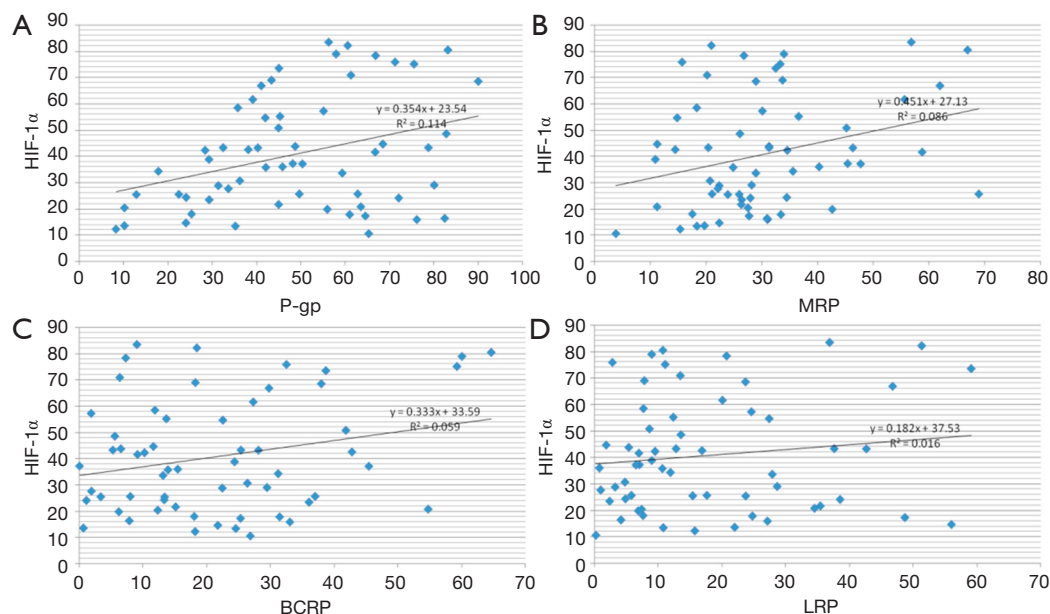 A
90
80
70
60
50
40
30
20
10
0
HIF-1α
y = 0.354x + 23.54
R² = 0.114
0 10 20 30 40 50 60 70 80 90 100
P-gp
B
90
80
70
60
50
40
30
20
10
0
HIF-1α
y = 0.451x + 27.13
R² = 0.086
0 10 20 30 40 50 60 70 80
MRP
C
90
80
70
60
50
40
30
20
10
0
HIF-1α
y = 0.333x + 33.59
R² = 0.059
0 10 20 30 40 50 60 70
BCRP
D
90
80
70
60
50
40
30
20
10
0
HIF-1α
y = 0.182x + 37.53
R² = 0.016
0 10 20 30 40 50 60 70
LRP